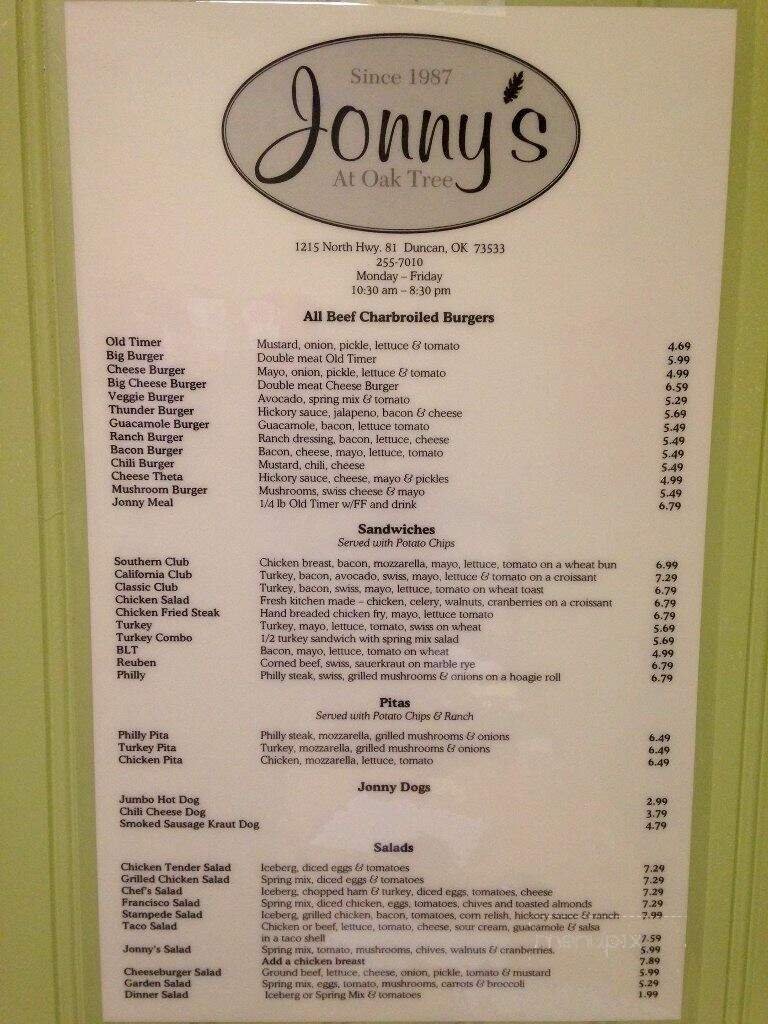 Since 1987
Jonny's
At Oak Tree
1215 North Hwy. 81 Duncan, OK 73533
255-7010
Monday – Friday
10:30 am – 8:30 pm
All Beef Charbroiled Burgers
Old Timer Mustard, onion, pickle, lettuce & tomato 4.69
Big Burger Double meat Old Timer 5.99
Cheese Burger Mayo, onion, pickle, lettuce & tomato 4.99
Big Cheese Burger Double meat Cheese Burger 6.59
Veggie Burger Avocado, spring mix & tomato 5.29
Thunder Burger Hickory sauce, jalapeno, bacon & cheese 5.69
Guacamole Burger Guacamole, bacon, lettuce tomato 5.49
Ranch Burger Ranch dressing, bacon, lettuce, cheese 5.49
Bacon Burger Bacon, cheese, mayo, lettuce, tomato 5.49
Chili Burger Mustard, chili, cheese 5.49
Cheese Theta Hickory sauce, cheese, mayo & pickles 4.99
Mushroom Burger Mushrooms, swiss cheese & mayo 5.49
Jonny Meal 1/4 lb Old Timer w/FF and drink 6.79
Sandwiches
Served with Potato Chips
Southern Club Chicken breast, bacon, mozzarella, mayo, lettuce, tomato on a wheat bun 6.99
California Club Turkey, bacon, avocado, swiss, mayo, lettuce & tomato on a croissant 7.29
Classic Club Turkey, bacon, swiss, mayo, lettuce, tomato on wheat toast 6.79
Chicken Salad Fresh kitchen made – chicken, celery, walnuts, cranberries on a croissant 6.79
Chicken Fried Steak Hand breaded chicken fry, mayo, lettuce tomato 6.79
Turkey Turkey, mayo, lettuce, tomato, swiss on wheat 5.69
Turkey Combo 1/2 turkey sandwich with spring mix salad 5.69
BLT Bacon, mayo, lettuce, tomato on wheat 4.99
Reuben Corned beef, swiss, sauerkraut on marble rye 6.79
Philly Philly steak, swiss, grilled mushrooms & onions on a hoagie roll 6.79
Pitas
Served with Potato Chips & Ranch
Philly Pita Philly steak, mozzarella, grilled mushrooms & onions 6.49
Turkey Pita Turkey, mozzarella, grilled mushrooms & onions 6.49
Chicken Pita Chicken, mozzarella, lettuce, tomato 6.49
Jonny Dogs
Jumbo Hot Dog 2.99
Chili Cheese Dog 3.79
Smoked Sausage Kraut Dog 4.79
Salads
Chicken Tender Salad Iceberg, diced eggs & tomatoes 7.29
Grilled Chicken Salad Spring mix, diced eggs & tomatoes 7.29
Chef's Salad Iceberg, chopped ham & turkey, diced eggs, tomatoes, cheese 7.29
Francisco Salad Spring mix, diced chicken, eggs, tomatoes, chives and toasted almonds 7.29
Stampede Salad Iceberg, grilled chicken, bacon, tomatoes, corn relish, hickory sauce & ranch 7.99
Taco Salad Chicken or beef, lettuce, tomato, cheese, sour cream, guacamole & salsa
in a taco shell 7.59
Jonny's Salad Spring mix, tomato, mushrooms, chives, walnuts & cranberries. 5.99
Add a chicken breast 7.89
Cheeseburger Salad Ground beef, lettuce, cheese, onion, pickle, tomato & mustard 5.99
Garden Salad Spring mix, eggs, tomato, mushrooms, carrots & broccoli 5.29
Dinner Salad Iceberg or Spring Mix & tomatoes 1.99